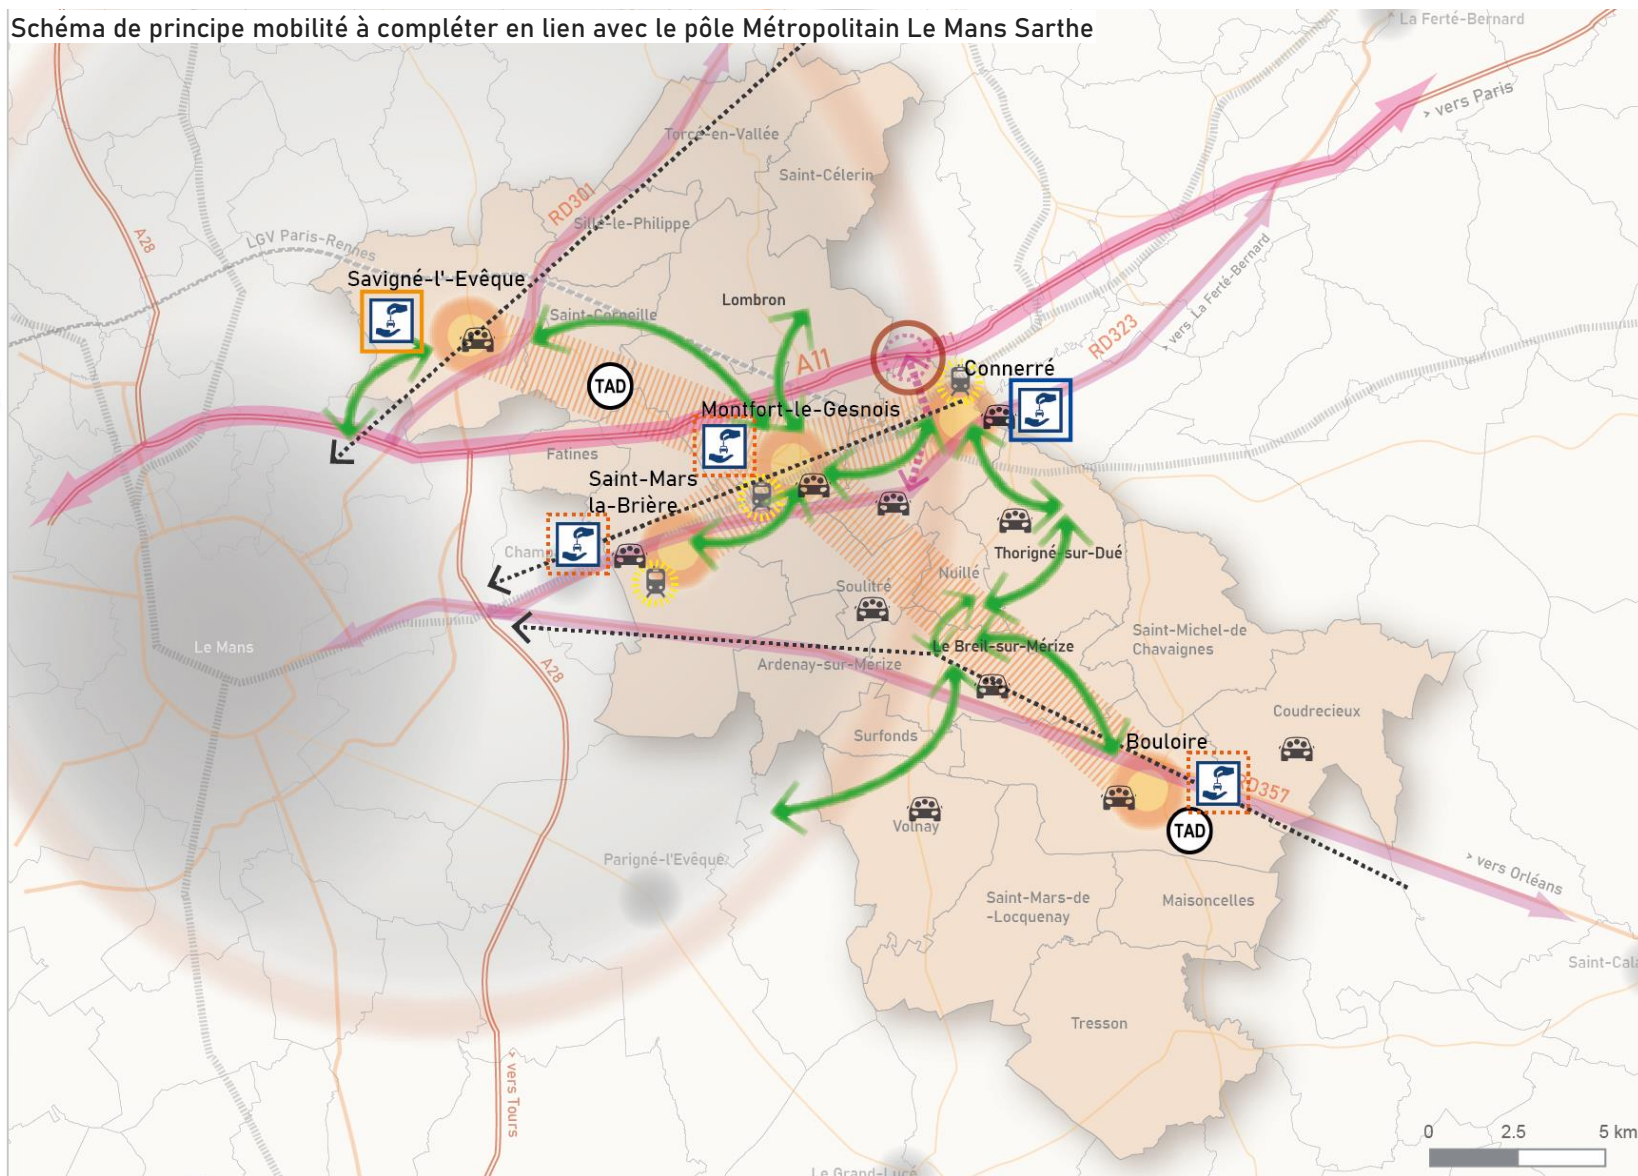 Schéma de principe mobilité à compléter en lien avec le pôle Métropolitain Le Mans Sarthe
La Ferté-Bernard
> vers Paris
Torcé-en-Vallée
Saint-Célerin
RD301
Sillé-le-Philippe
A28
LGV Paris-Rennes
Savigné-l'-Evêque
Lombron
Saint-Corneille
> vers La Ferté-Bernard
RD323
A11
Connerré
TAD
Montfort-le-Gesnois
Fatines
Saint-Mars
la-Brière
Champ
Thorigné-sur-Dué
Nuillé
Soulitré
Saint-Michel-de
Chavaignes
Le Mans
Le Breil-sur-Mérize
Ardenay-sur-Mérize
A28
Coudrecieux
Surfonds
Bouloire
RD357
Volnay
TAD
Parigné-l'Evêque
> vers Orléans
Saint-Mars-de
-Locquenay
Maisoncelles
Saint-Cala
Tresson
> vers Tours
0 2.5 5 km
Le Grand-Lucé